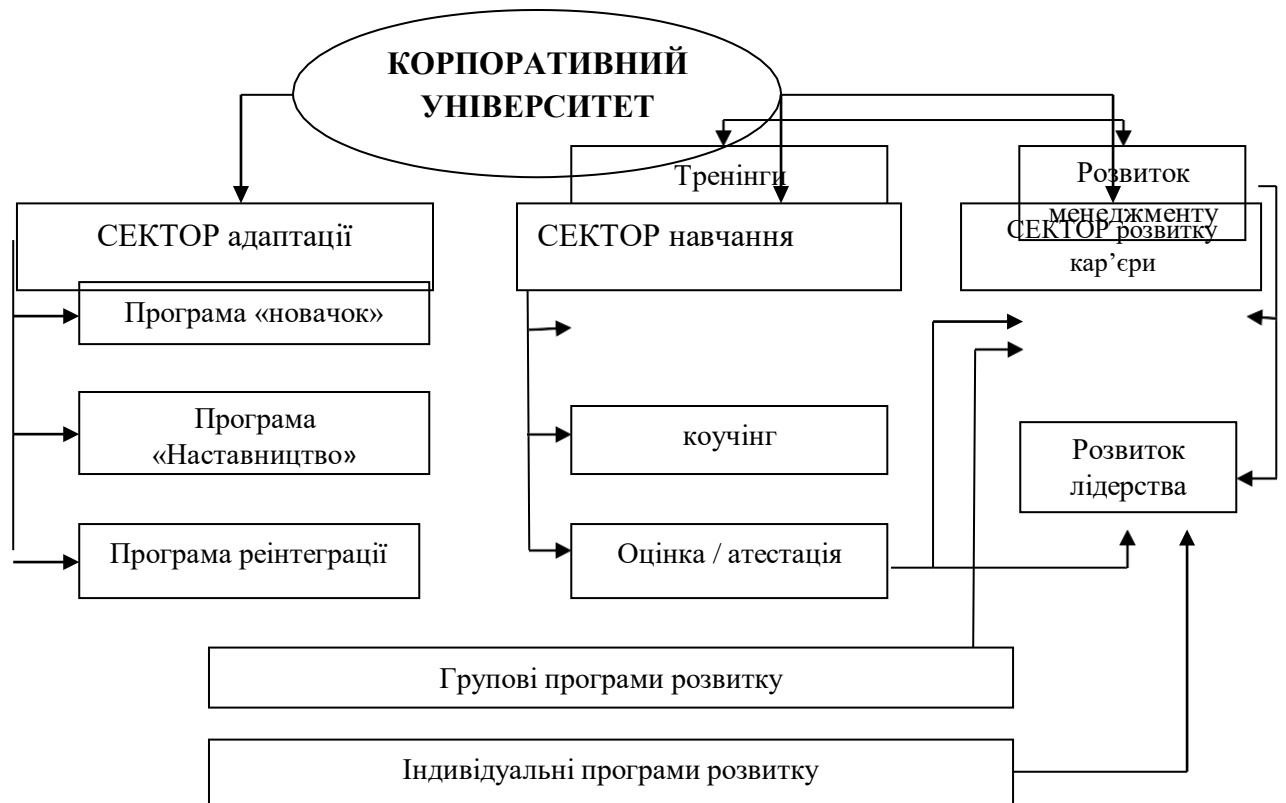 КОРПОРАТИВНИЙ
УНІВЕРСИТЕТ
Тренінги
Розвиток
менеджменту
СЕКТОР адаптації
СЕКТОР навчання
СЕКТОР розвитку
кар’єри
Програма «новачок»
Програма
«Наставництво»
коучінг
Розвиток
лідерства
Програма реінтеграції
Оцінка / атестація
Групові програми розвитку
Індивідуальні програми розвитку